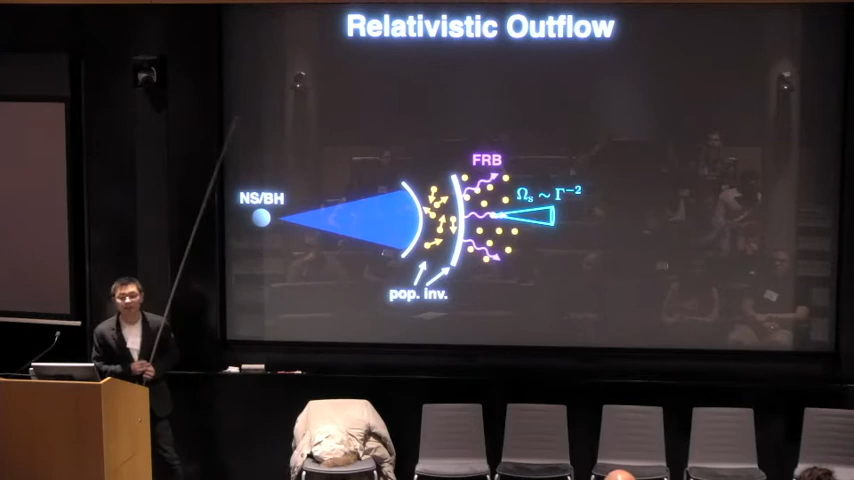 Relativistic Outflow
FRB
Ωₛ ~ Γ⁻²
NS/BH
pop. inv.